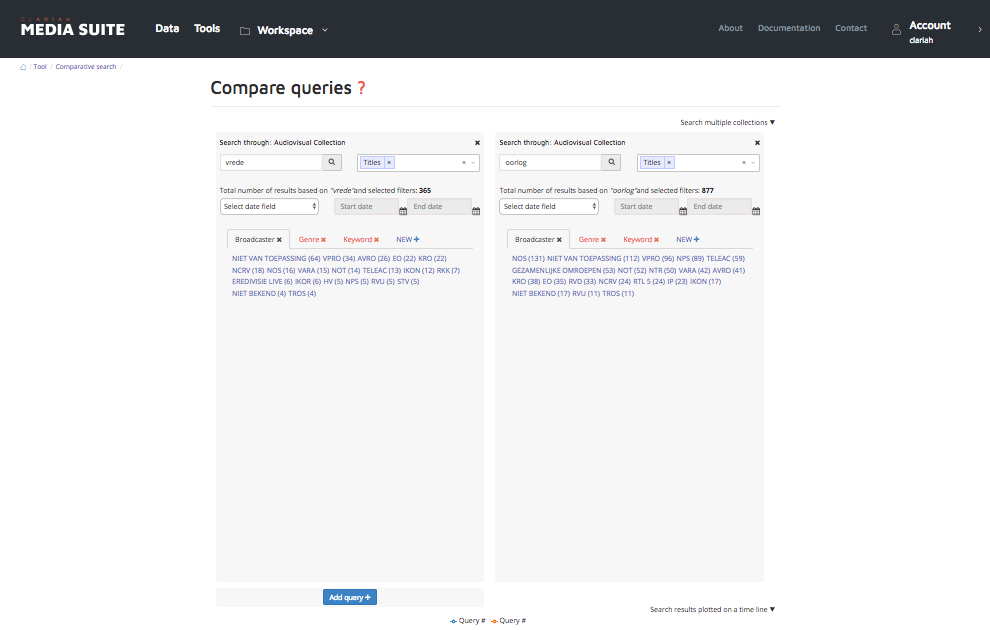 CLARIAH
MEDIA SUITE Data Tools Workspace About Documentation Contact Account
clariah
/ Tool / Comparative search /
Compare queries ?
Search multiple collections ▼
Search through: Audiovisual Collection ✖
vrede Titles × × 
Total number of results based on "vrede"and selected filters: 365
Select date field Start date End date
Broadcaster ✖ Genre ✖ Keyword ✖ NEW +
NIET VAN TOEPASSING (64) VPRO (34) AVRO (26) EO (22) KRO (22)
NCRV (18) NOS (16) VARA (15) NOT (14) TELEAC (13) IKON (12) RKK (7)
EREDIVISIE LIVE (6) IKOR (6) HV (5) NPS (5) RVU (5) STV (5)
NIET BEKEND (4) TROS (4)
Add query +
Search through: Audiovisual Collection ✖
oorlog Titles × ×
Total number of results based on "oorlog"and selected filters: 877
Select date field Start date End date
Broadcaster ✖ Genre ✖ Keyword ✖ NEW +
NOS (131) NIET VAN TOEPASSING (112) VPRO (96) NPS (89) TELEAC (59)
GEZAMENLIJKE OMROEPEN (53) NOT (52) NTR (50) VARA (42) AVRO (41)
KRO (38) EO (35) RVD (33) NCRV (24) RTL 5 (24) IP (23) IKON (17)
NIET BEKEND (17) RVU (11) TROS (11)
Search results plotted on a time line ▼
Query # Query #